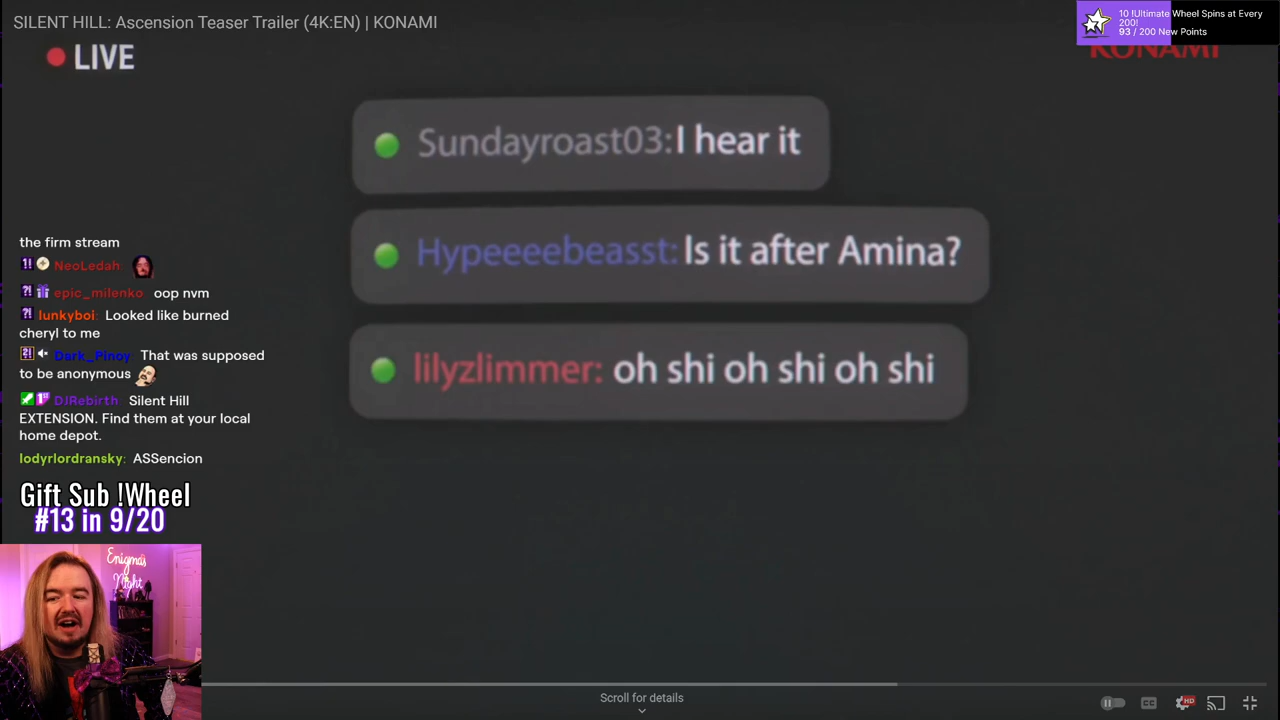 SILENT HILL: Ascension Teaser Trailer (4K:EN) | KONAMI
10 !Ultimate Wheel Spins at Every
200!
93 / 200 New Points
LIVE
KONAMI
Sundayroast03:I hear it
Hypeeeebeasst: Is it after Amina?
lilyzlimmer: oh shi oh shi oh shi
the firm stream
NeoLedah:
epic_milenko oop nvm
lunkyboi: Looked like burned
cheryl to me
Dark_Pinoy That was supposed
to be anonymous
DJRebirth Silent Hill
EXTENSION. Find them at your local
home depot.
lodyrlordransky: ASSencion
Gift Sub !Wheel
#13 in 9/20
Enigma's
Night
Scroll for details
CC
HD